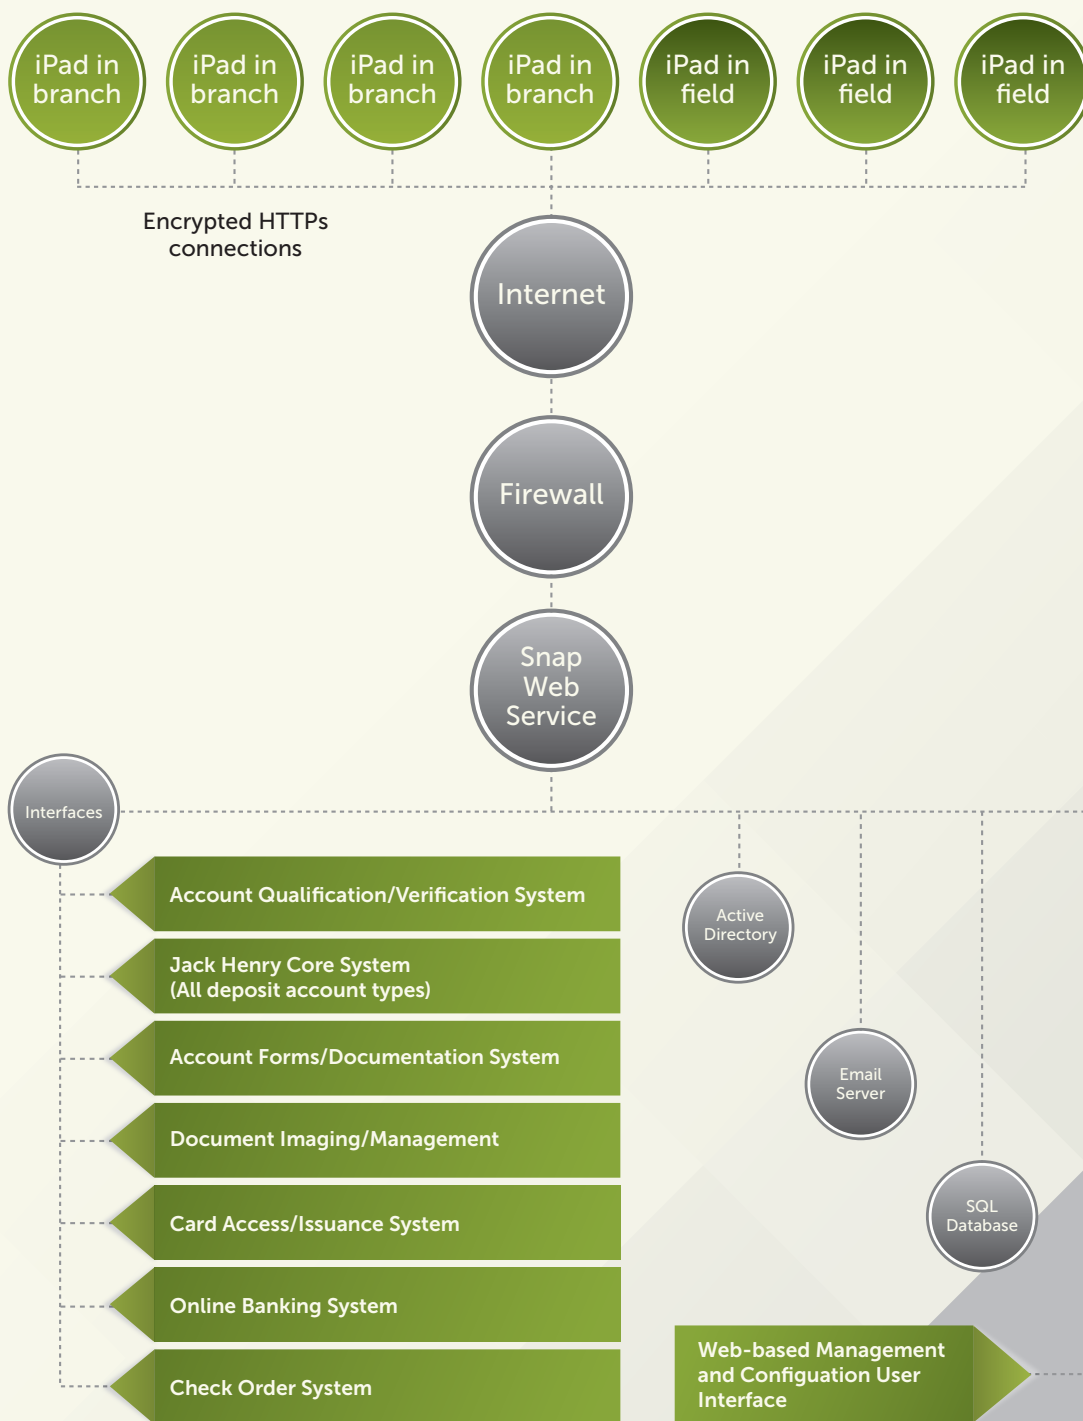 iPad in
branch
iPad in
branch
iPad in
branch
iPad in
branch
iPad in
field
iPad in
field
iPad in
field
Encrypted HTTPs
connections
Internet
Firewall
Snap
Web
Service
Interfaces
Account Qualification/Verification System
Jack Henry Core System
(All deposit account types)
Account Forms/Documentation System
Document Imaging/Management
Card Access/Issuance System
Online Banking System
Check Order System
Active
Directory
Email
Server
SQL
Database
Web-based Management
and Configuation User
Interface